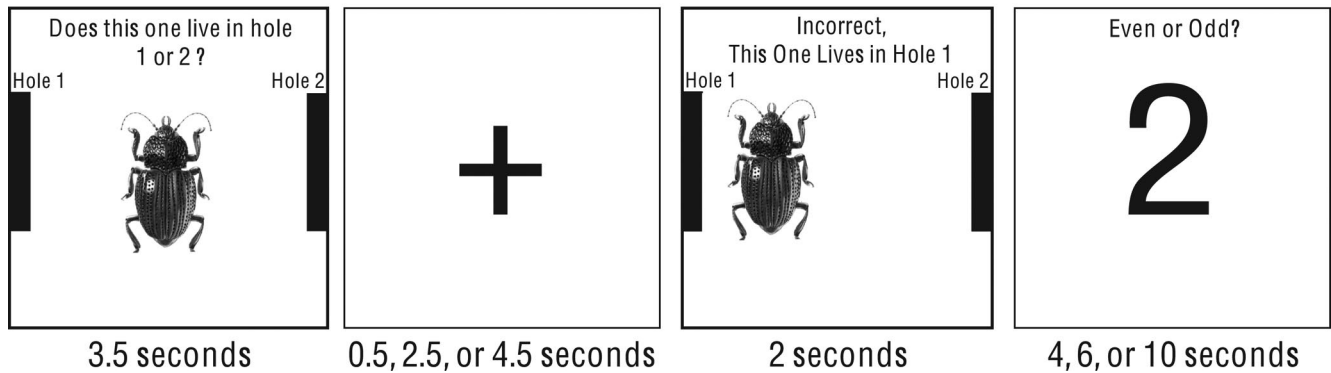 Does this one live in hole
1 or 2 ?
Hole 1
Hole 2
3.5 seconds
+
0.5, 2.5, or 4.5 seconds
Incorrect,
This One Lives in Hole 1
Hole 1
Hole 2
2 seconds
Even or Odd?
2
4, 6, or 10 seconds